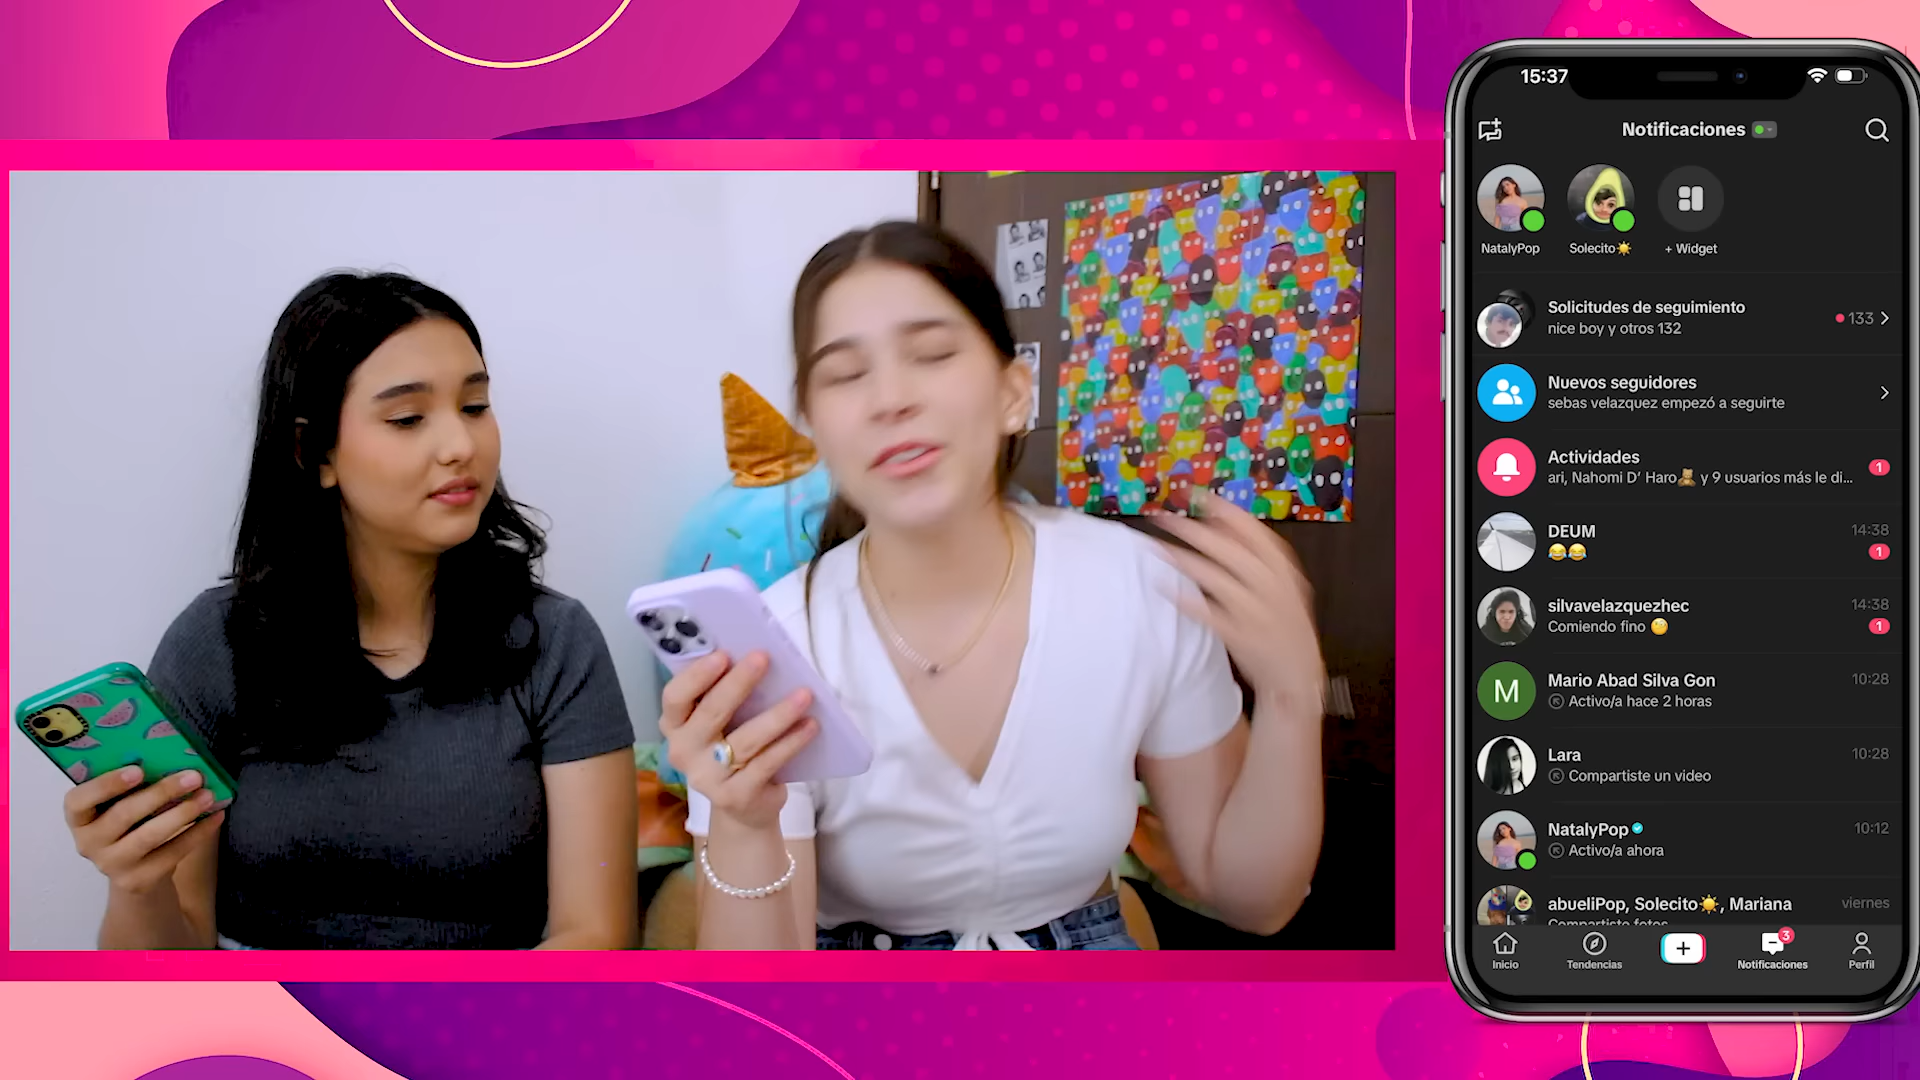 15:37
Notificaciones
NatalyPop
Solecito☀️
+ Widget
Solicitudes de seguimiento
nice boy y otros 132
133
Nuevos seguidores
sebas velazquez empezó a seguirte
Actividades
ari, Nahomi D' Haro🧸 y 9 usuarios más le di...
1
DEUM
14:38
😂😂
1
silvavelazquezhec
14:38
Comiendo fino 🧐
1
M
Mario Abad Silva Gon
10:28
Activo/a hace 2 horas
Lara
10:28
Compartiste un video
NatalyPop
10:12
Activo/a ahora
abueliPop, Solecito☀️, Mariana
viernes
Compartiste fotos
3
Inicio
Tendencias
Notificaciones
Perfil